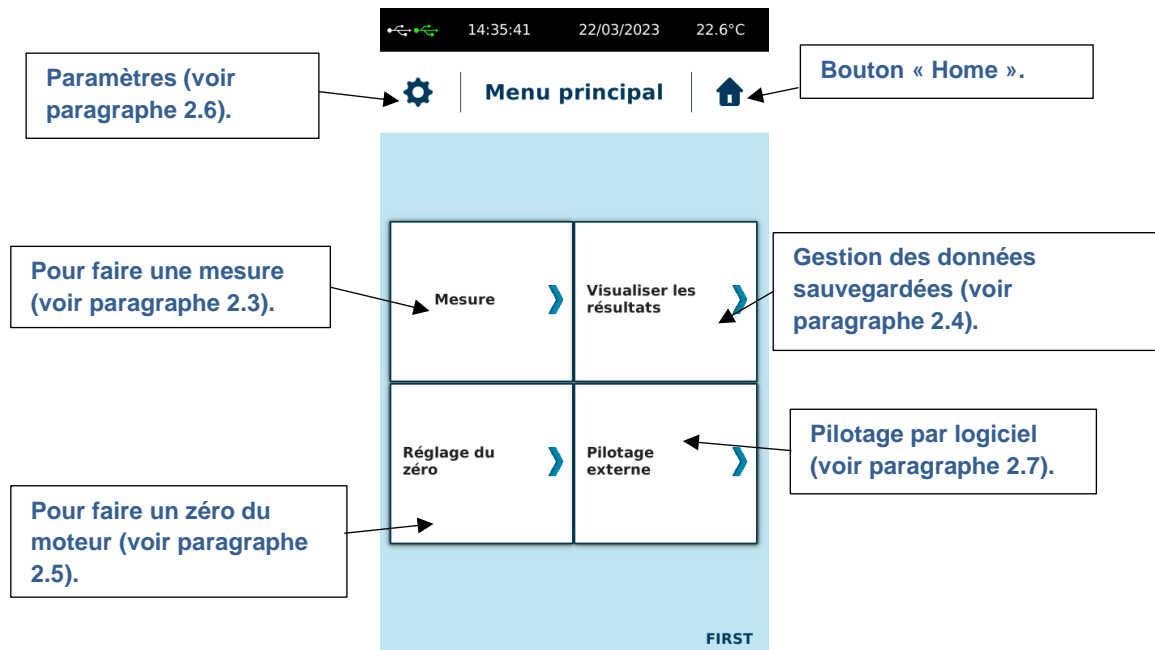 14:35:41 22/03/2023 22.6°C
Paramètres (voir
paragraphe 2.6).
Menu principal
Bouton « Home ».
Pour faire une mesure
(voir paragraphe 2.3).
Mesure
Visualiser les
résultats
Gestion des données
sauvegardées (voir
paragraphe 2.4).
Réglage du
zéro
Pilotage
externe
Pilotage par logiciel
(voir paragraphe 2.7).
Pour faire un zéro du
moteur (voir paragraphe
2.5).
FIRST